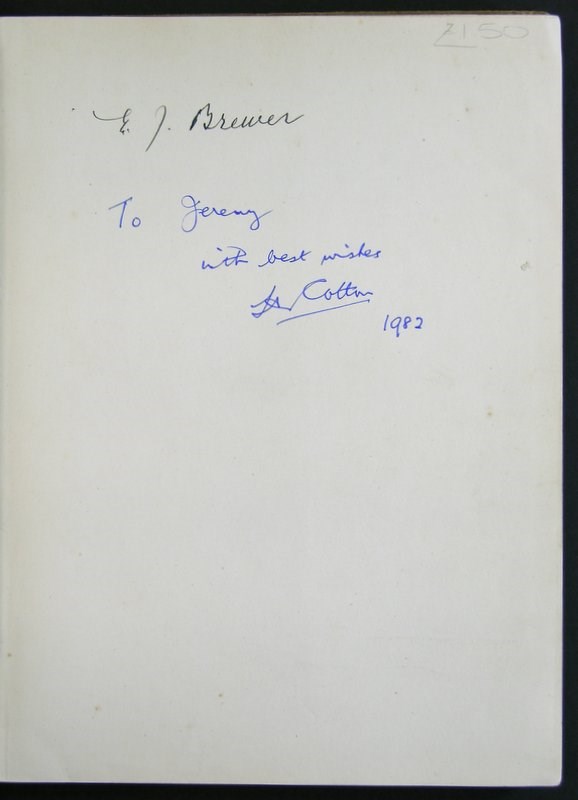 £1.50
E. J. Brewer
To Jeremy
with best wishes
Cotton
1982